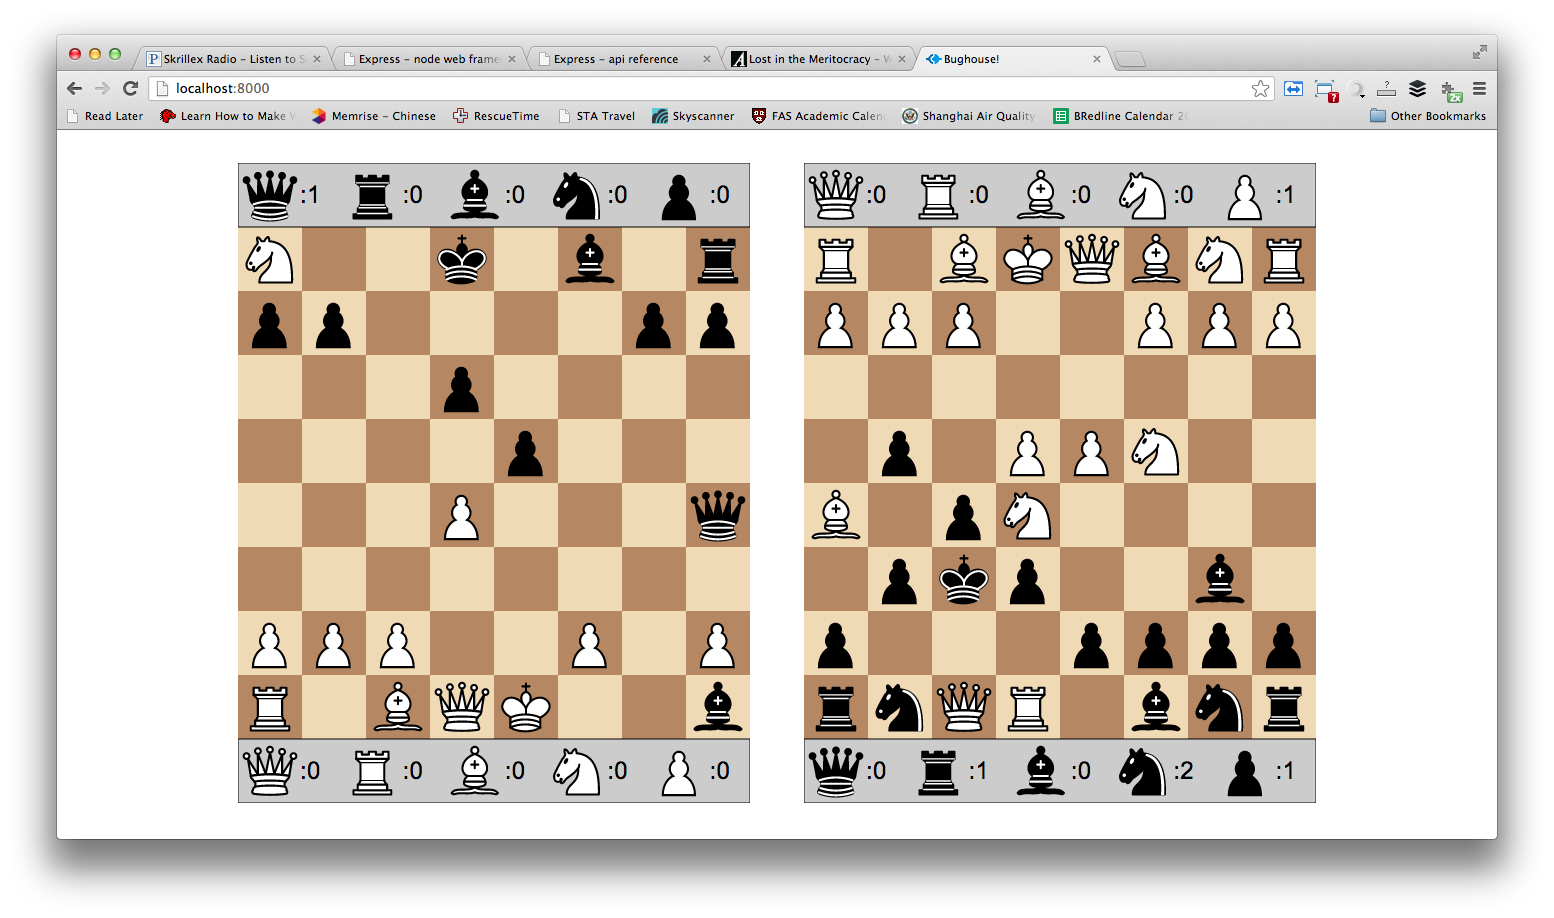 Skrillex Radio – Listen to S
Express – node web frame
Express – api reference
Lost in the Meritocracy –
Bughouse!
localhost:8000
?
?
2x
Read Later
Learn How to Make
Memrise – Chinese
RescueTime
STA Travel
Skyscanner
FAS Academic Calen
Shanghai Air Quality
BRedline Calendar 20
Other Bookmarks
:1 :0 :0 :0 :0
:0 :0 :0 :0 :1
:0 :0 :0 :0 :0
:0 :1 :0 :2 :1